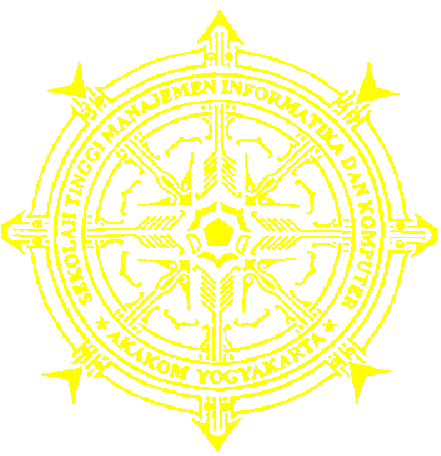 SEKOLAH TINGGI MANAJEMEN INFORMATIKA DAN KOMPUTER
★ AKAKOM YOGYAKARTA ★